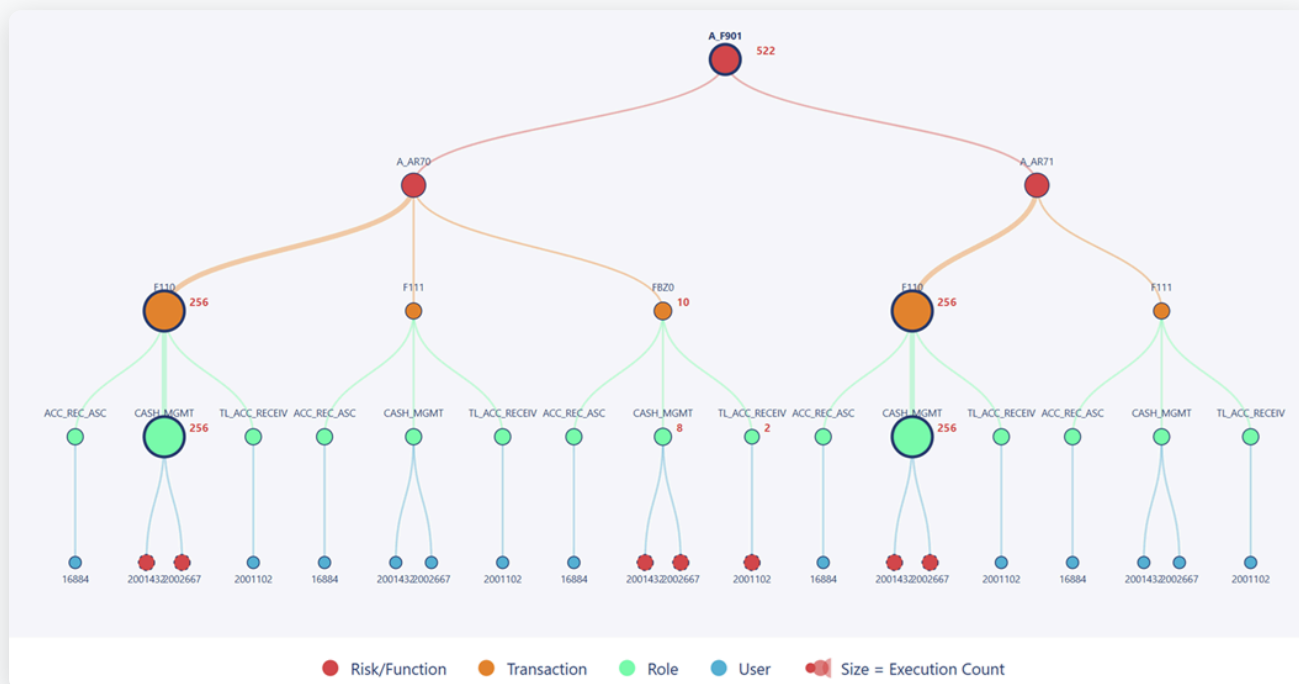 A_F901
522
A_AR70
A_AR71
F110
256
F111
FBZ0
10
F110
256
F111
ACC_REC_ASC
CASH_MGMT
256
TL_ACC_RECEIV
ACC_REC_ASC
CASH_MGMT
TL_ACC_RECEIV
ACC_REC_ASC
CASH_MGMT
8
TL_ACC_RECEIV
2
ACC_REC_ASC
CASH_MGMT
256
TL_ACC_RECEIV
ACC_REC_ASC
CASH_MGMT
TL_ACC_RECEIV
16884
2001432
2002667
2001102
16884
2001432
2002667
2001102
16884
2001432
2002667
2001102
16884
2001432
2002667
2001102
16884
2001432
2002667
2001102
Risk/Function
Transaction
Role
User
Size = Execution Count